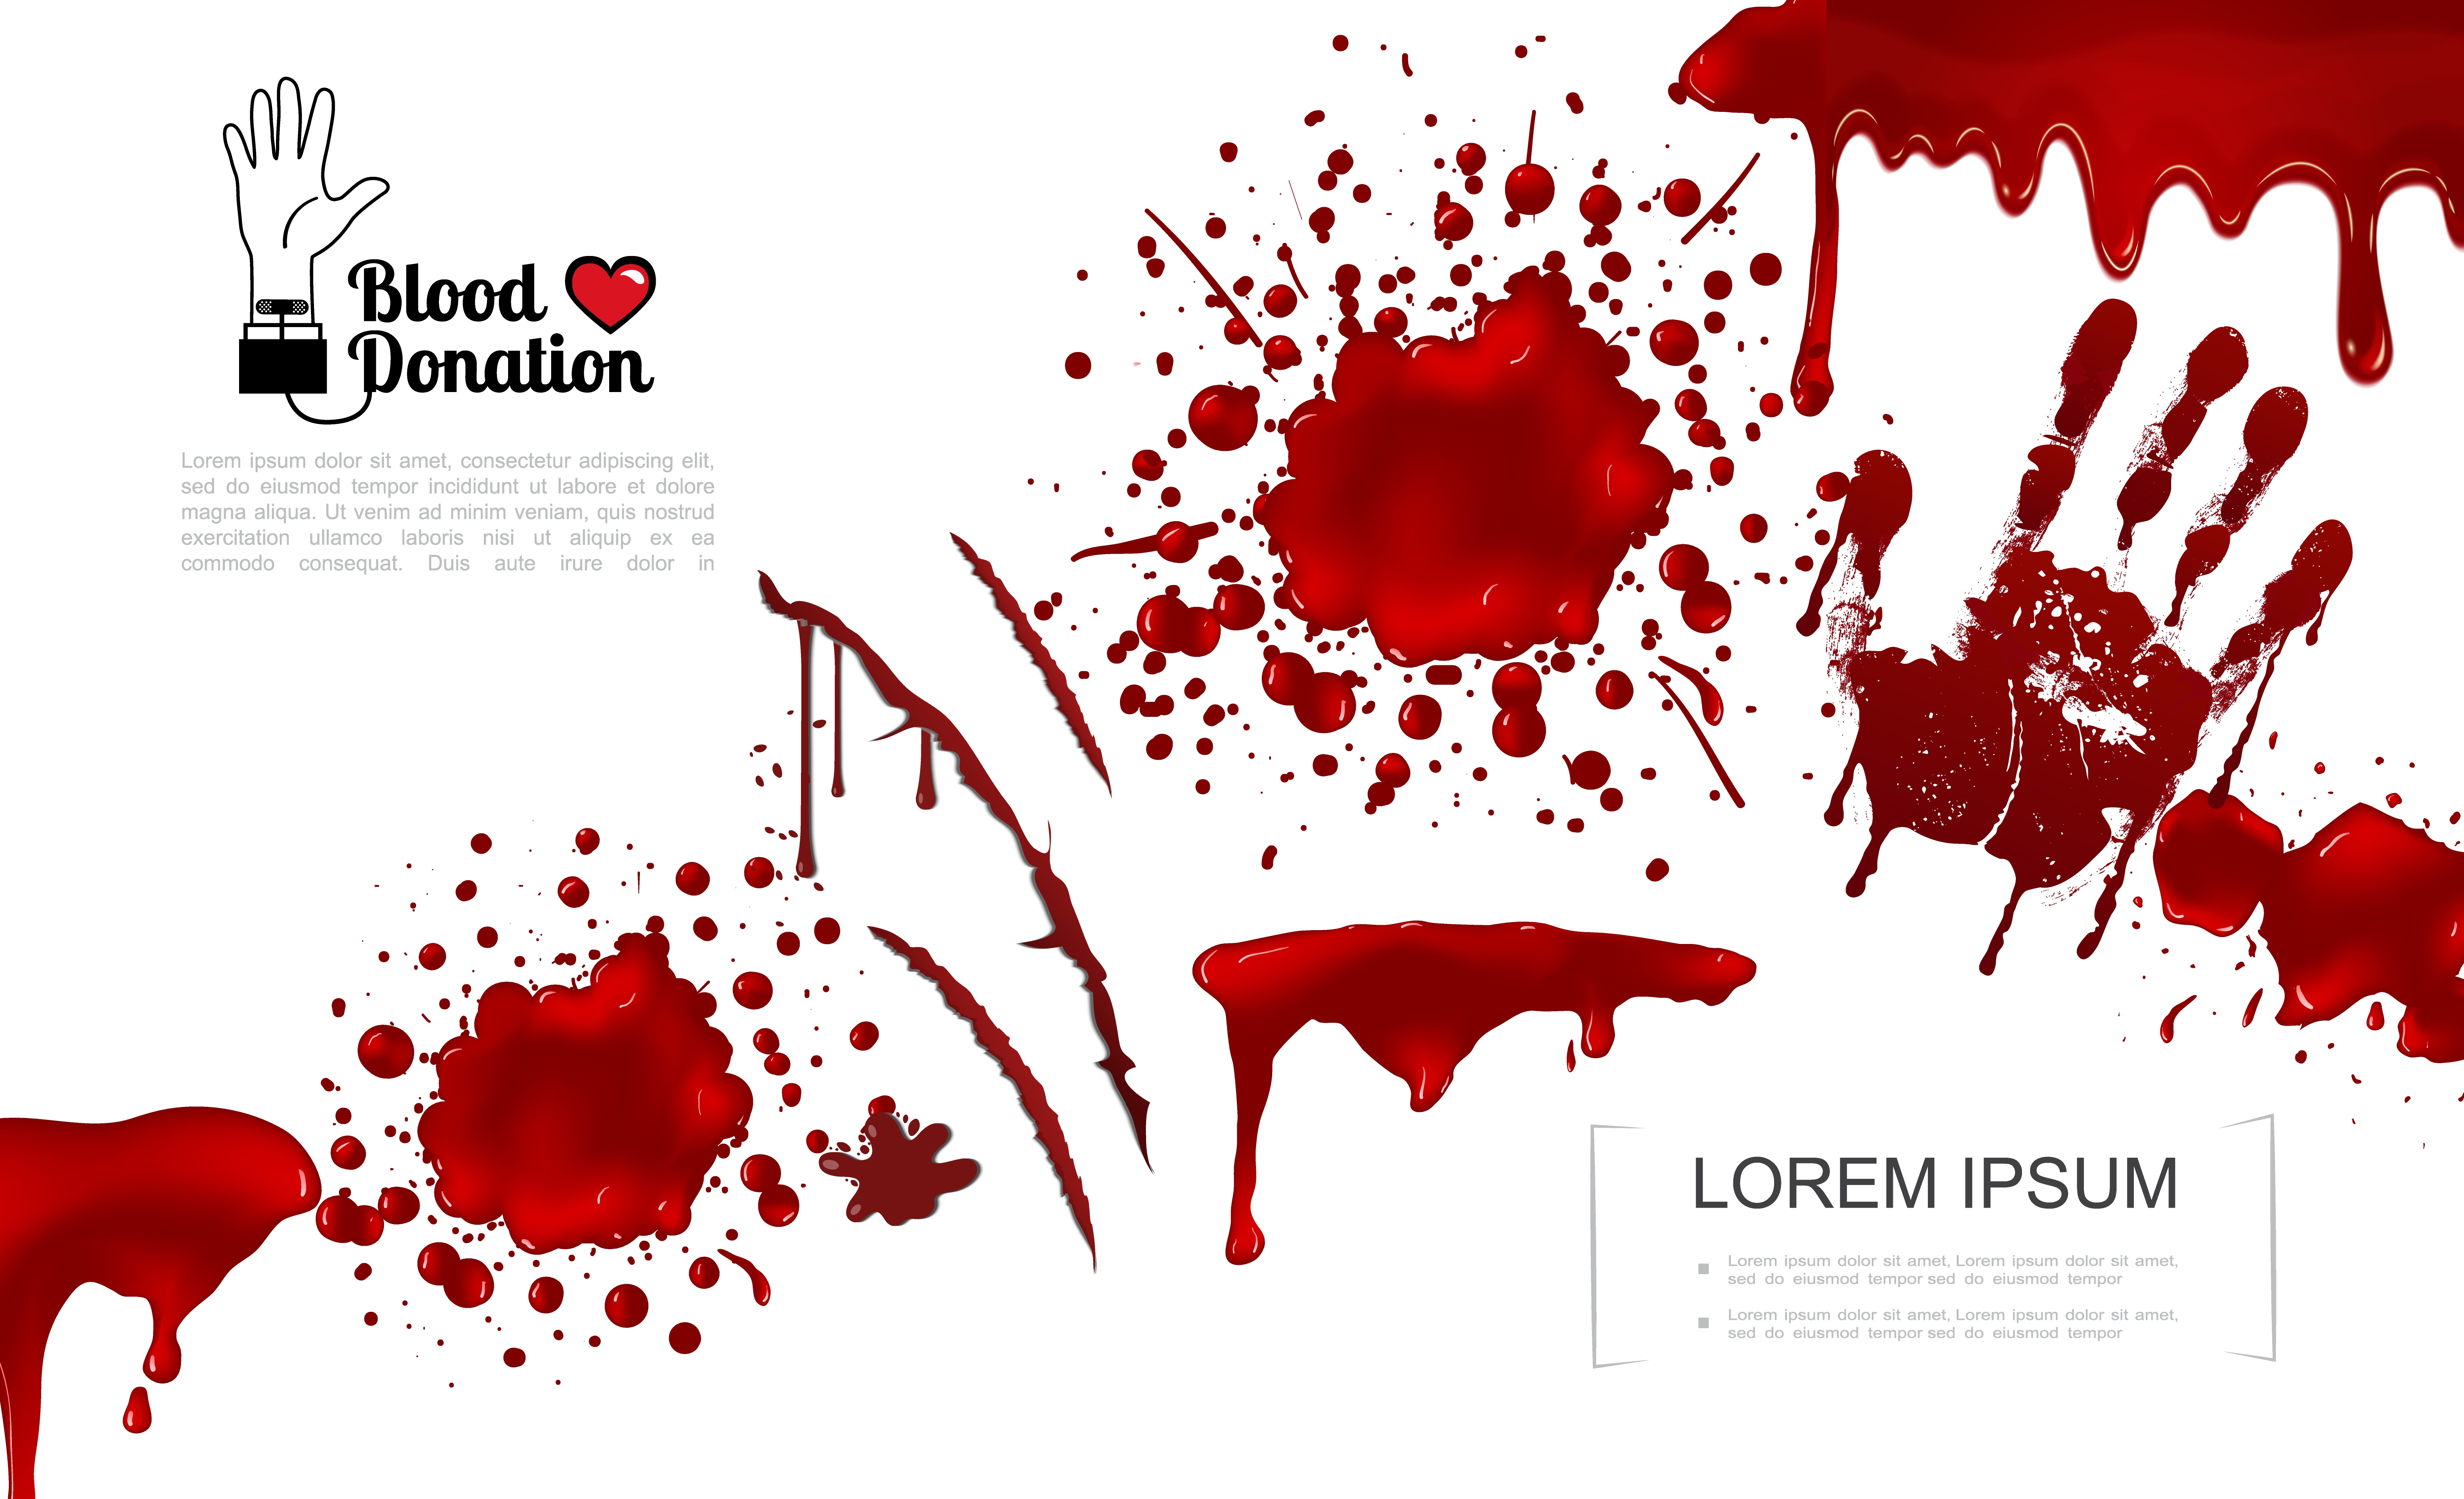 Blood
Donation
Lorem ipsum dolor sit amet, consectetur adipiscing elit,
sed do eiusmod tempor incididunt ut labore et dolore
magna aliqua. Ut venim ad minim veniam, quis nostrud
exercitation ullamco laboris nisi ut aliquip ex ea
commodo consequat. Duis aute irure dolor in
LOREM IPSUM
Lorem ipsum dolor sit amet, Lorem ipsum dolor sit amet,
sed do eiusmod tempor sed do eiusmod tempor
Lorem ipsum dolor sit amet, Lorem ipsum dolor sit amet,
sed do eiusmod tempor sed do eiusmod tempor